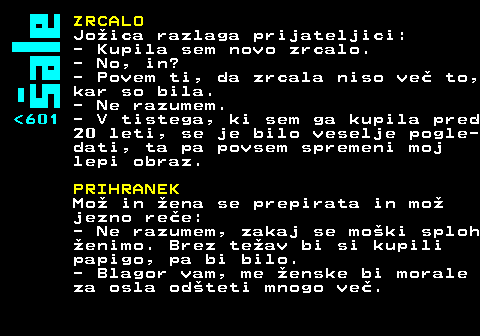 šale
<601
ZRCALO
Jožica razlaga prijateljici:
- Kupila sem novo zrcalo.
- No, in?
- Povem ti, da zrcala niso več to,
kar so bila.
- Ne razumem.
- V tistega, ki sem ga kupila pred
20 leti, se je bilo veselje pogle-
dati, ta pa povsem spremeni moj
lepi obraz.
PRIHRANEK
Mož in žena se prepirata in mož
jezno reče:
- Ne razumem, zakaj se moški sploh
ženimo. Brez težav bi si kupili
papigo, pa bi bilo.
- Blagor vam, me ženske bi morale
za osla odšteti mnogo več.